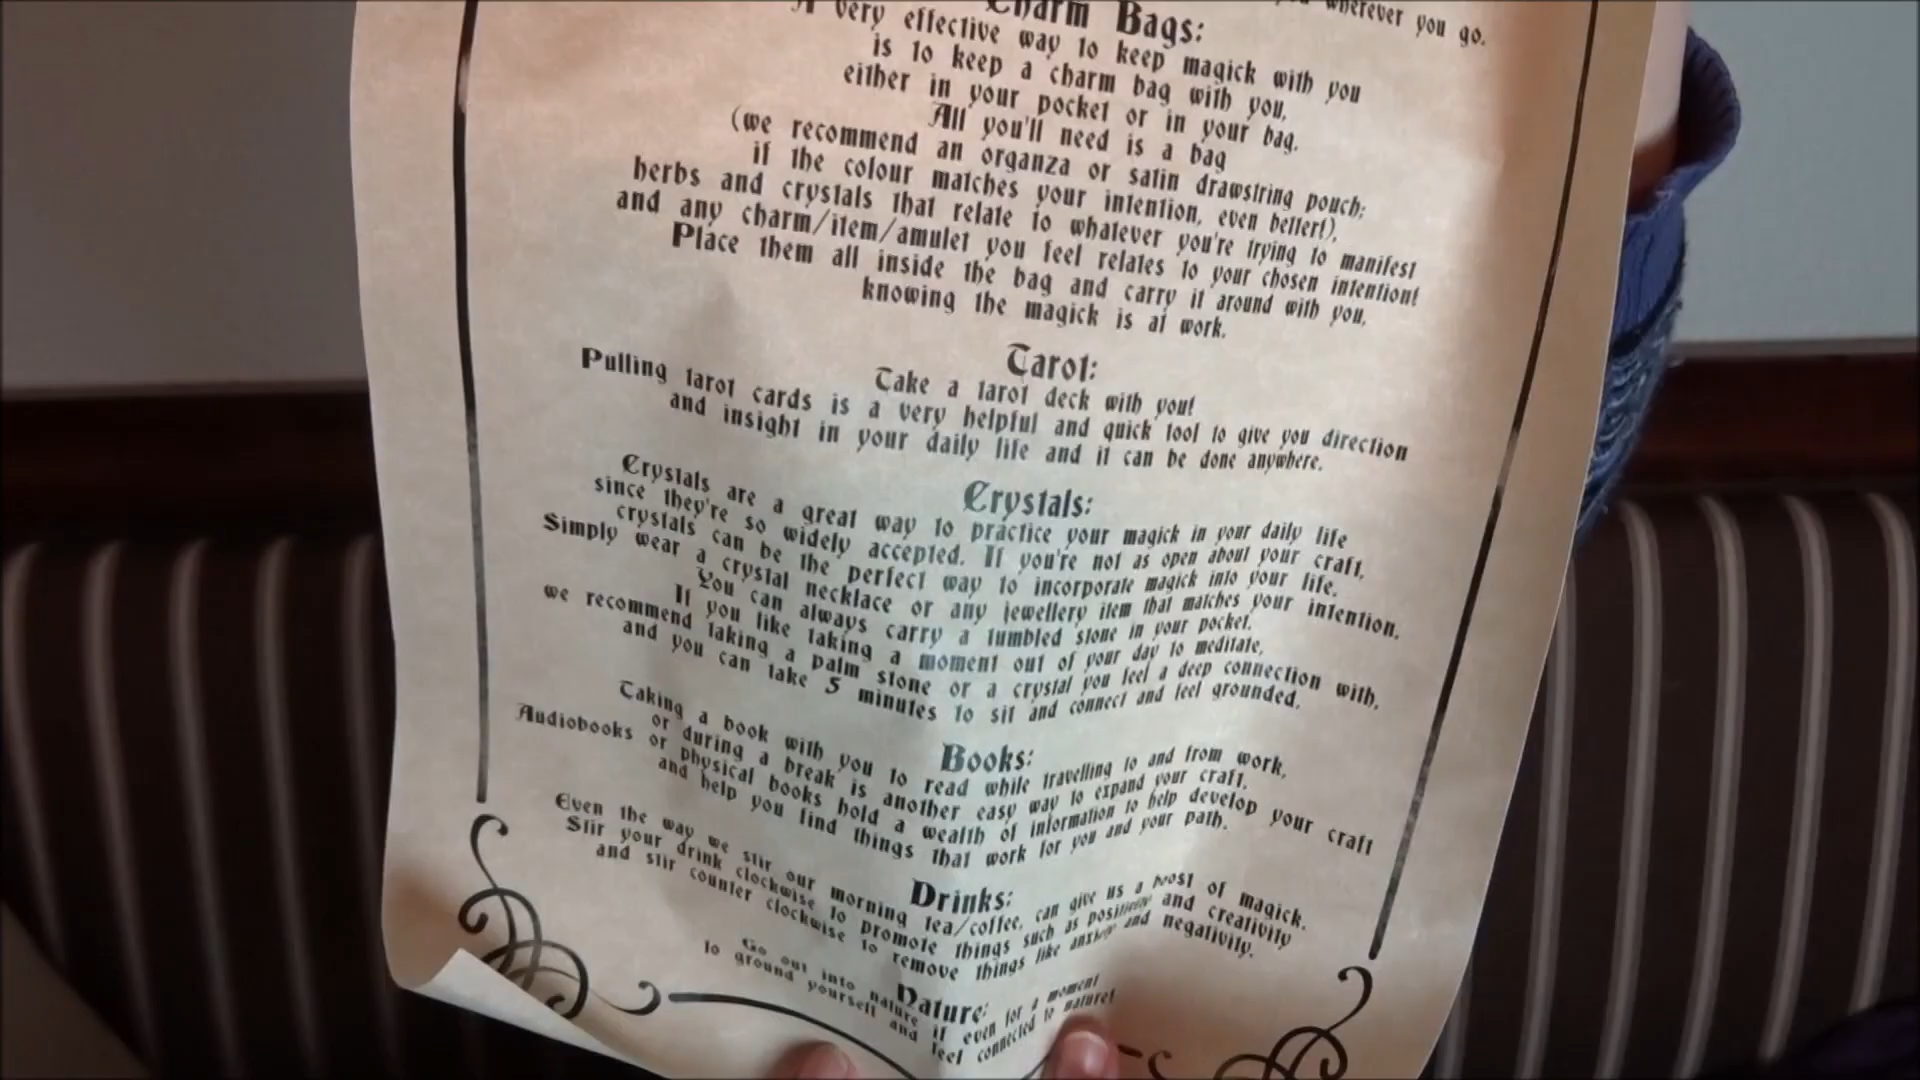 wherever you go.
Charm Bags:
A very effective way to keep magick with you
is to keep a charm bag with you,
either in your pocket or in your bag.
All you'll need is a bag
(we recommend an organza or satin drawstring pouch;
if the colour matches your intention, even better!),
herbs and crystals that relate to whatever you're trying to manifest
and any charm/item/amulet you feel relates to your chosen intention!
Place them all inside the bag and carry it around with you,
knowing the magick is at work.
Tarot:
Take a tarot deck with you!
Pulling tarot cards is a very helpful and quick tool to give you direction
and insight in your daily life and it can be done anywhere.
Crystals:
Crystals are a great way to practice your magick in your daily life
since they're so widely accepted. If you're not as open about your craft,
crystals can be the perfect way to incorporate magick into your life.
Simply wear a crystal necklace or any jewellery item that matches your intention.
You can always carry a tumbled stone in your pocket.
If you like taking a moment out of your day to meditate,
we recommend taking a palm stone or a crystal you feel a deep connection with,
and you can take 5 minutes to sit and connect and feel grounded.
Books:
Taking a book with you to read while travelling to and from work,
or during a break is another easy way to expand your craft.
Audiobooks or physical books hold a wealth of information to help develop your craft
and help you find things that work for you and your path.
Drinks:
Even the way we stir our morning tea/coffee, can give us a boost of magick.
Stir your drink clockwise to promote things such as positivity and creativity
and stir counter clockwise to remove things like anxiety and negativity.
Nature:
Go out into nature if even for a moment
to ground yourself and feel connected to nature!